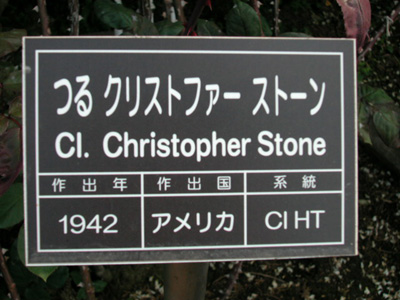 つる クリストファー ストーン
Cl. Christopher Stone
作出年 作出国 系統
1942 アメリカ Cl HT